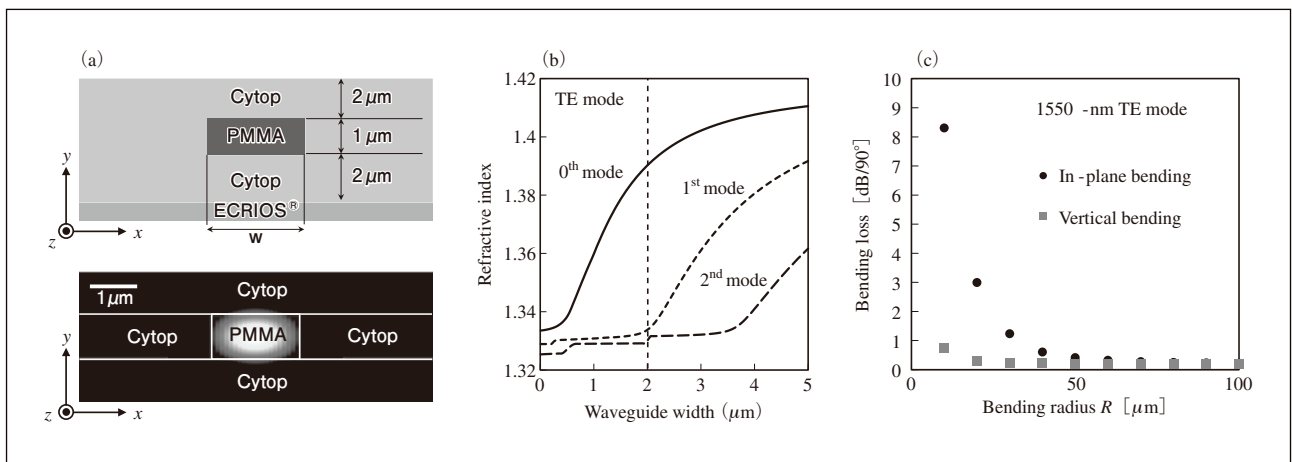 (a)
Cytop
2 μm
PMMA
1 μm
Cytop
2 μm
ECRIOS®
y
z
x
w
1 μm
Cytop
Cytop
PMMA
Cytop
Cytop
y
z
x
(b)
1.42
1.4
1.38
1.36
1.34
1.32
Refractive index
TE mode
0th mode
1st mode
2nd mode
0
1
2
3
4
5
Waveguide width (μm)
(c)
10
9
8
7
6
5
4
3
2
1
0
Bending loss [dB/90°]
1550 -nm TE mode
In -plane bending
Vertical bending
0
50
100
Bending radius R [μm]